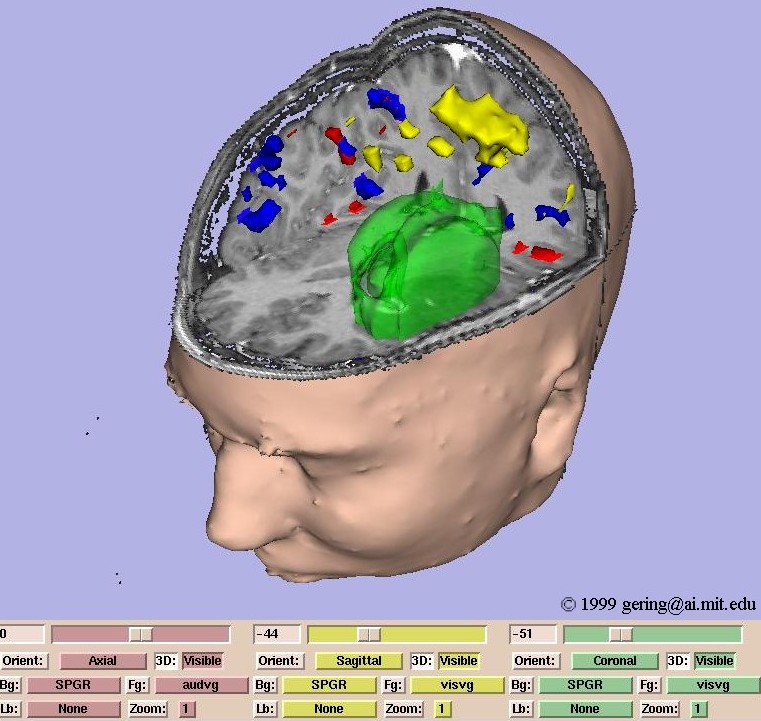 © 1999 gering@ai.mit.edu
0 -44 -51
Orient: Axial 3D: Visible Orient: Sagittal 3D: Visible Orient: Coronal 3D: Visible
Bg: SPGR Fg: audvg Bg: SPGR Fg: visvg Bg: SPGR Fg: visvg
Lb: None Zoom: 1 Lb: None Zoom: 1 Lb: None Zoom: 1